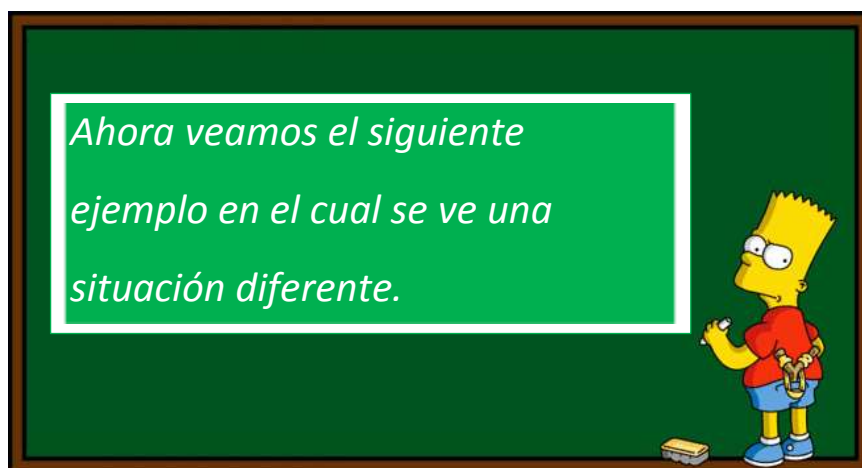 Ahora veamos el siguiente
ejemplo en el cual se ve una
situación diferente.